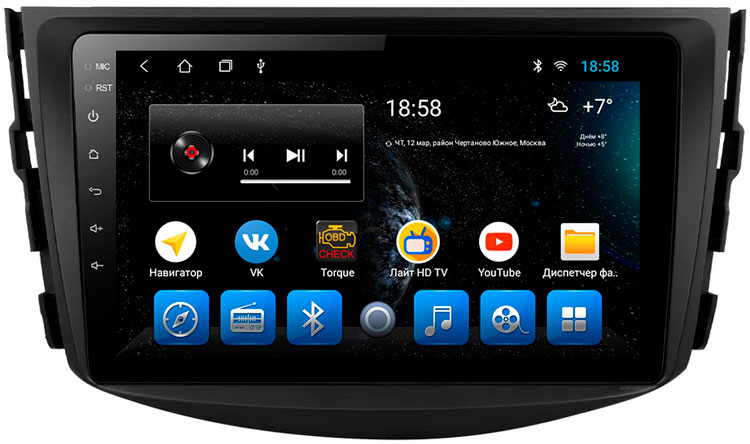 MIC
18:58
RST
18:58
+7°
Днём +8°
ЧТ, 12 мар, район Чертаново Южное, Москва
Ночью +5°
0:00
0:00
OBD
CHECK
Навигатор
VK
Torque
Лайт HD TV
YouTube
Диспетчер фа..